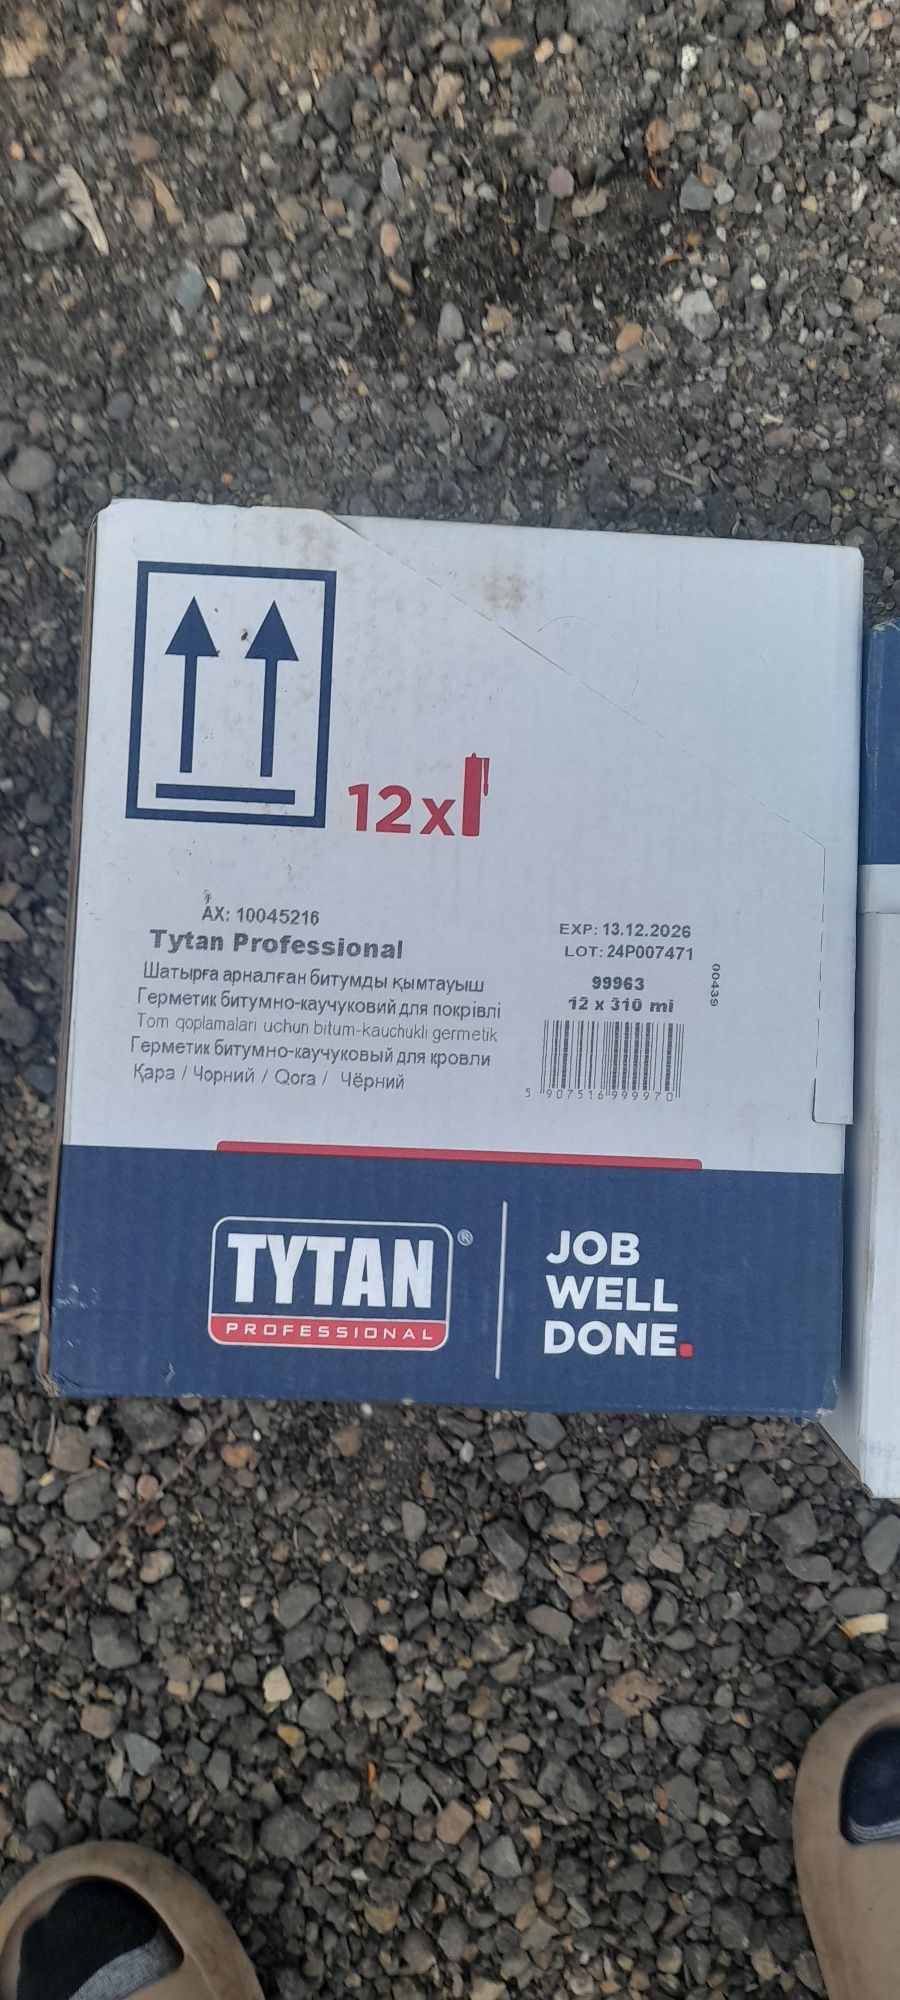 12x
AX: 10045216
Tytan Professional
Шатырға арналған битумды қымтауыш
Герметик битумно-каучуковий для покрівлі
Tom qoplamalari uchun bitum-kauchukli germetik
Герметик битумно-каучуковый для кровли
Қара / Чорний / Qora / Чёрний
EXP: 13.12.2026
LOT: 24P007471
99963
12 x 310 ml
5 907516 999970
00439
TYTAN®
PROFESSIONAL
JOB
WELL
DONE.